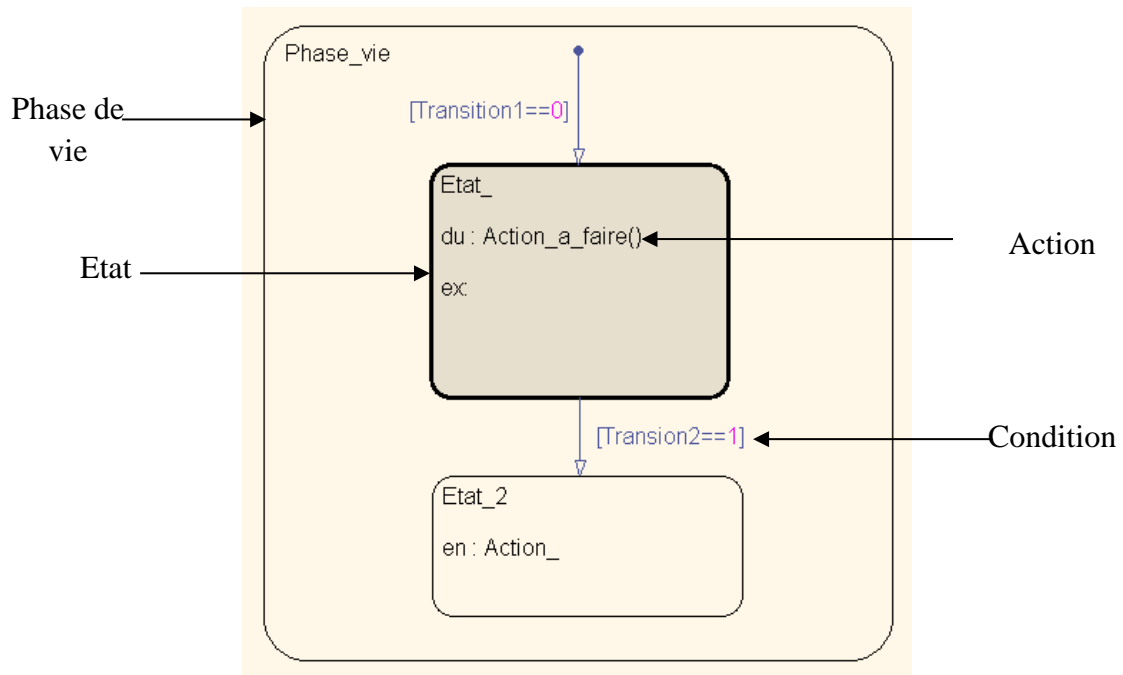 Phase_vie
Phase de
vie
[Transition1==0]
Etat_
du : Action_a_faire()
Action
Etat
ex:
[Transion2==1]
Condition
Etat_2
en : Action_